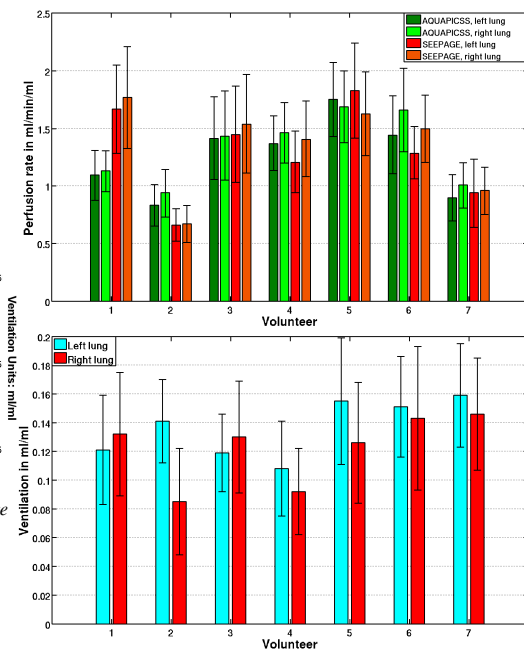 2.5
2
1.5
1
0.5
0
Perfusion rate in ml/min/ml
AQUAPICSS, left lung
AQUAPICSS, right lung
SEEPAGE, left lung
SEEPAGE, right lung
1 2 3 4 5 6 7
Volunteer
s
s
s
Ventilation Units: ml/ml
e
0.2
0.18
0.16
0.14
0.12
0.1
0.08
0.06
0.04
0.02
0
Ventilation in ml/ml
Left lung
Right lung
1 2 3 4 5 6 7
Volunteer